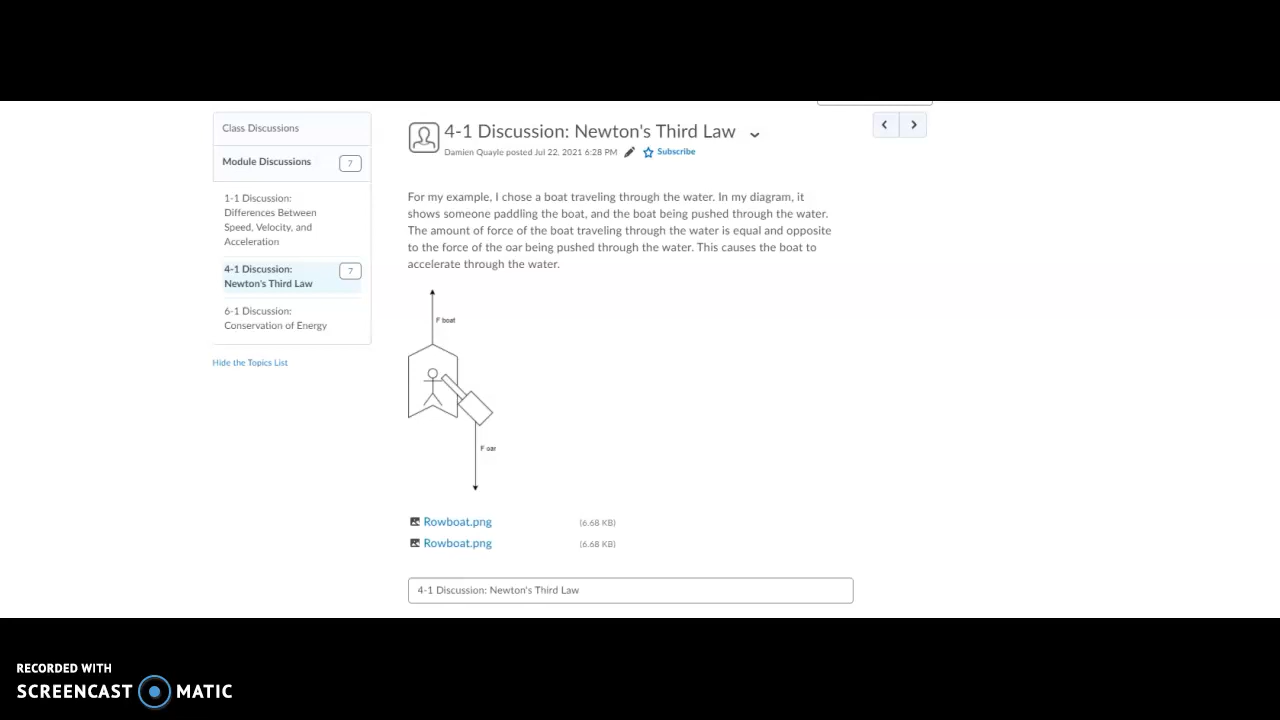 Class Discussions
Module Discussions 7
1-1 Discussion:
Differences Between
Speed, Velocity, and
Acceleration
4-1 Discussion: 7
Newton's Third Law
6-1 Discussion:
Conservation of Energy
Hide the Topics List
4-1 Discussion: Newton's Third Law
Damien Quayle posted Jul 22, 2021 6:28 PM Subscribe
For my example, I chose a boat traveling through the water. In my diagram, it
shows someone paddling the boat, and the boat being pushed through the water.
The amount of force of the boat traveling through the water is equal and opposite
to the force of the oar being pushed through the water. This causes the boat to
accelerate through the water.
F boat
F oar
Rowboat.png (6.68 KB)
Rowboat.png (6.68 KB)
4-1 Discussion: Newton's Third Law
RECORDED WITH
SCREENCAST MATIC